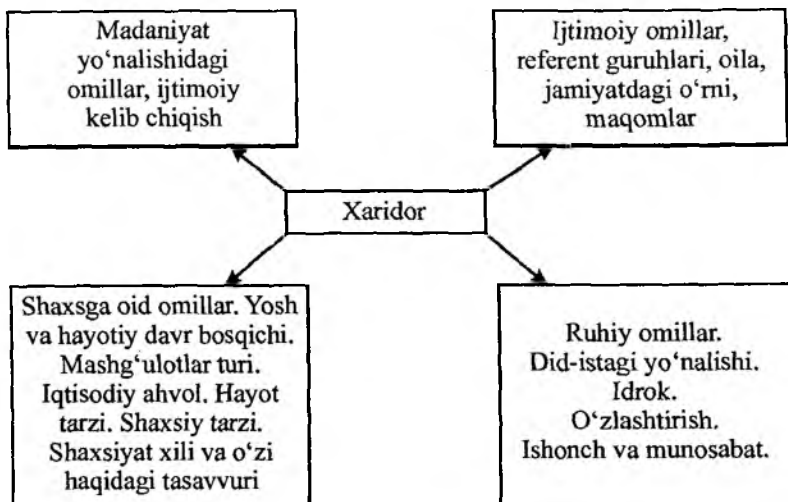 Madaniyat
yo‘nalishidagi
omillar, ijtimoiy
kelib chiqish
Ijtimoiy omillar,
referent guruhlari, oila,
jamiyatdagi o‘rni,
maqomlar
Xaridor
Shaxsga oid omillar. Yosh
va hayotiy davr bosqichi.
Mashg‘ulotlar turi.
Iqtisodiy ahvol. Hayot
tarzi. Shaxsiy tarzi.
Shaxsiyat xili va o‘zi
haqidagi tasavvuri
Ruhiy omillar.
Did-istagi yo‘nalishi.
Idrok.
O‘zlashtirish.
Ishonch va munosabat.